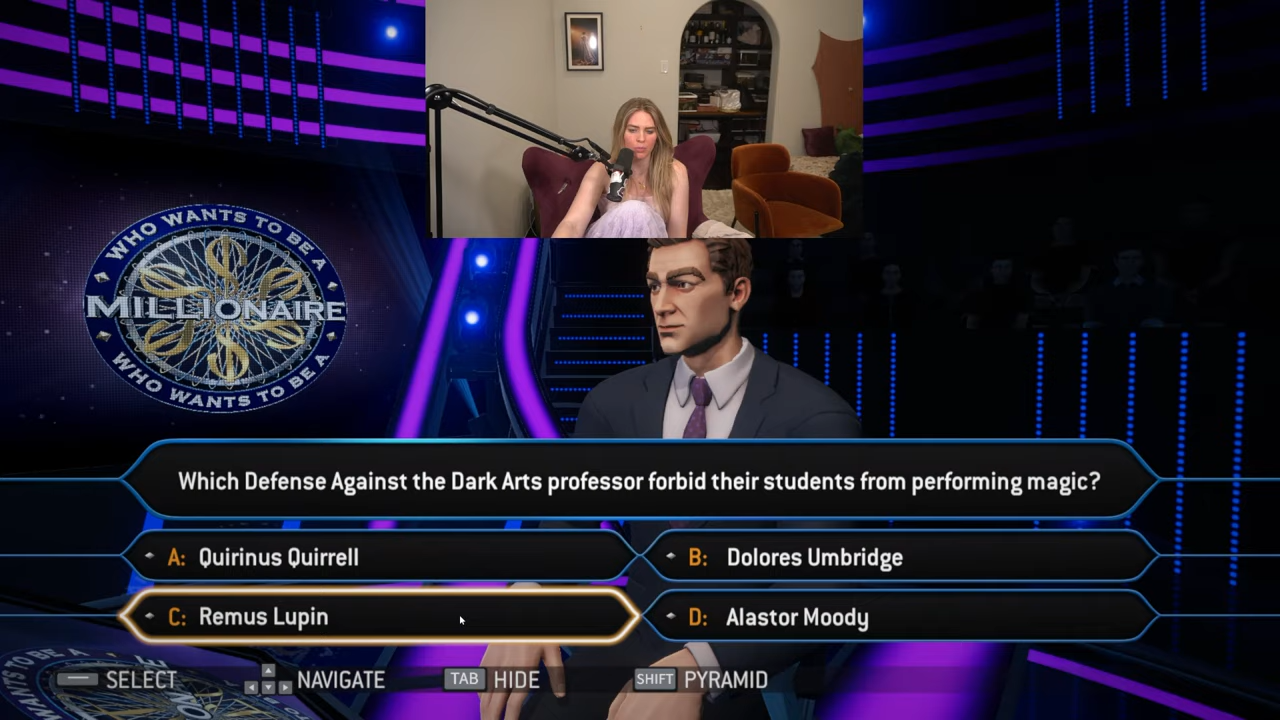 WHO WANTS TO BE A
MILLIONAIRE
WHO WANTS TO BE A
Which Defense Against the Dark Arts professor forbid their students from performing magic?
A: Quirinus Quirrell
B: Dolores Umbridge
C: Remus Lupin
D: Alastor Moody
SELECT
NAVIGATE
TAB HIDE
SHIFT PYRAMID